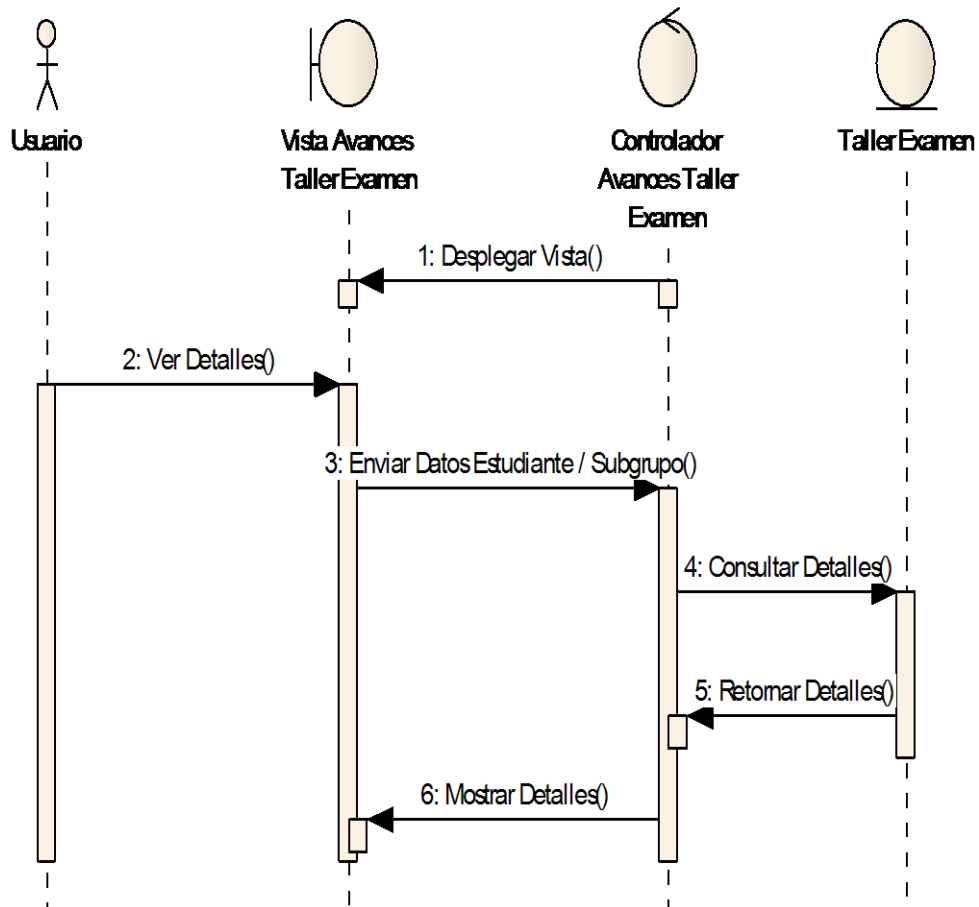 Usuario
Vista Avances
Taller Examen
Controlador
Avances Taller
Examen
Taller Examen
1: Desplegar Vista()
2: Ver Detalles()
3: Enviar Datos Estudiante / Subgrupo()
4: Consultar Detalles()
5: Retornar Detalles()
6: Mostrar Detalles()